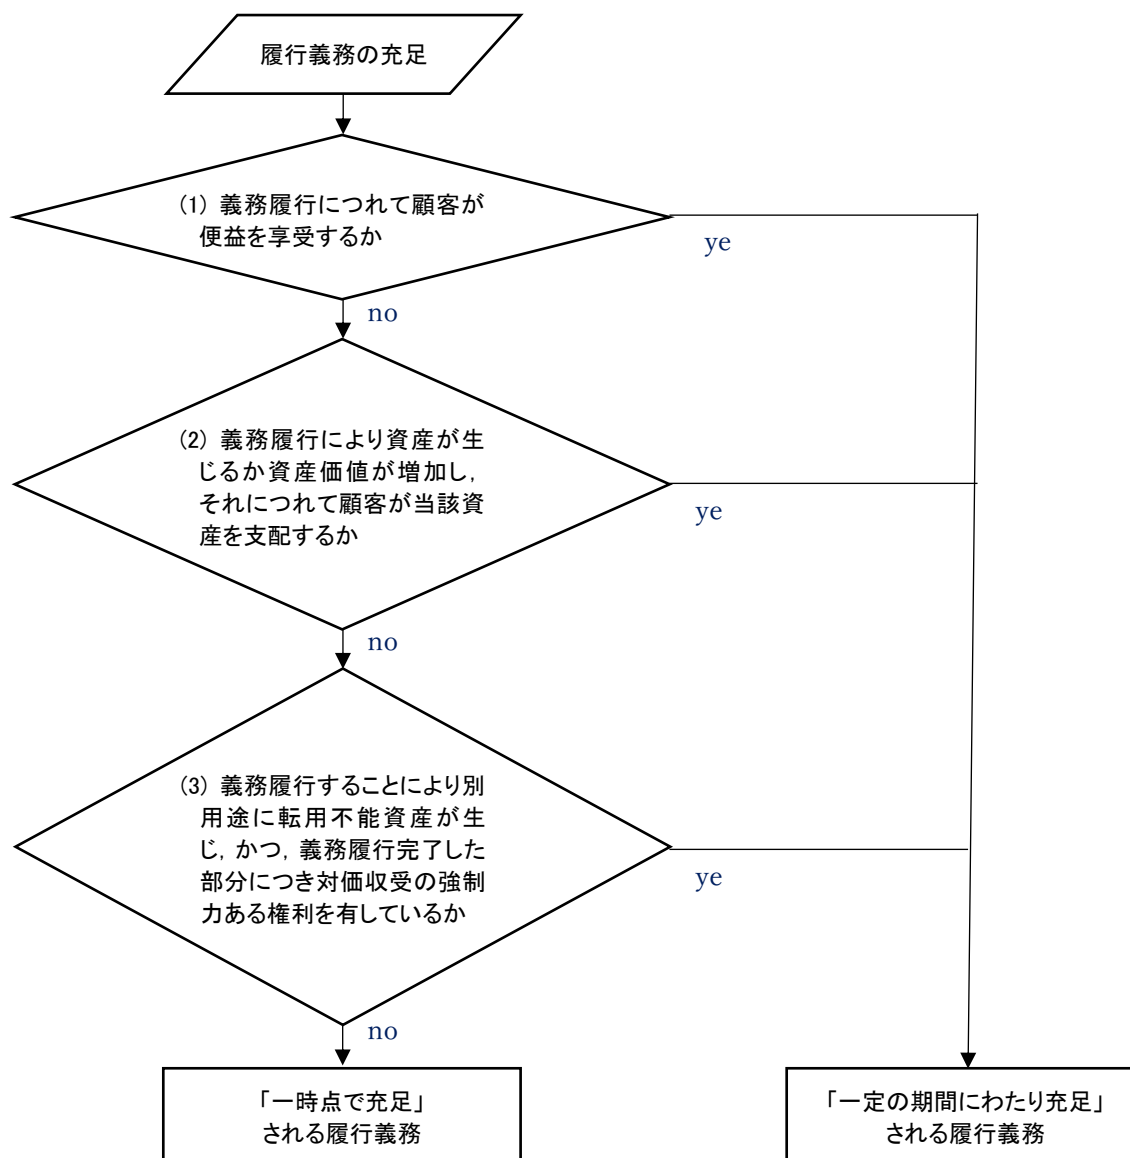 履行義務の充足
(1) 義務履行につれて顧客が
便益を享受するか
ye
no
(2) 義務履行により資産が生
じるか資産価値が増加し,
それにつれて顧客が当該資
産を支配するか
ye
no
(3) 義務履行することにより別
用途に転用不能資産が生
じ, かつ, 義務履行完了した
部分につき対価収受の強制
力ある権利を有しているか
ye
no
「一時点で充足」
される履行義務
「一定の期間にわたり充足」
される履行義務